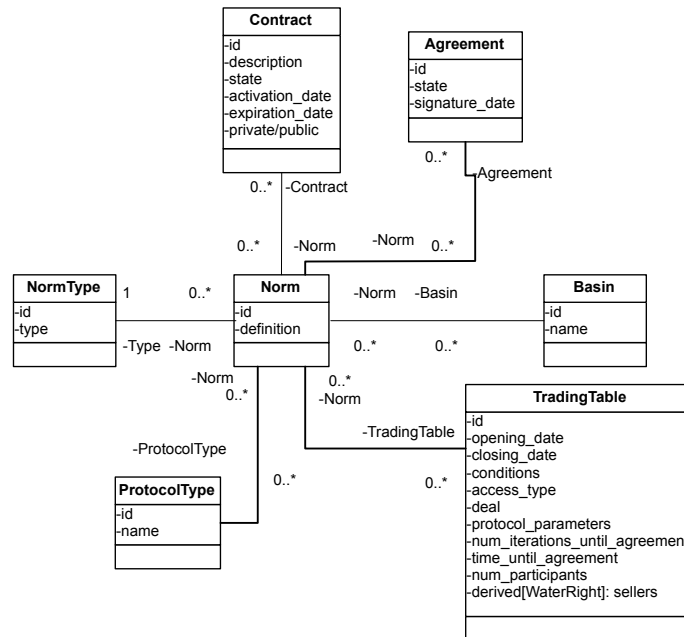 Contract
-id
-description
-state
-activation_date
-expiration_date
-private/public
Agreement
-id
-state
-signature_date
0..*
-Contract
0..*
-Agreement
0..*
-Norm
-Norm
0..*
NormType
-id
-type
1
0..*
-Type
-Norm
Norm
-id
-definition
-Norm
-Basin
0..*
0..*
Basin
-id
-name
-Norm
0..*
0..*
-Norm
-ProtocolType
0..*
ProtocolType
-id
-name
-TradingTable
0..*
TradingTable
-id
-opening_date
-closing_date
-conditions
-access_type
-deal
-protocol_parameters
-num_iterations_until_agreemen
-time_until_agreement
-num_participants
-derived[WaterRight]: sellers